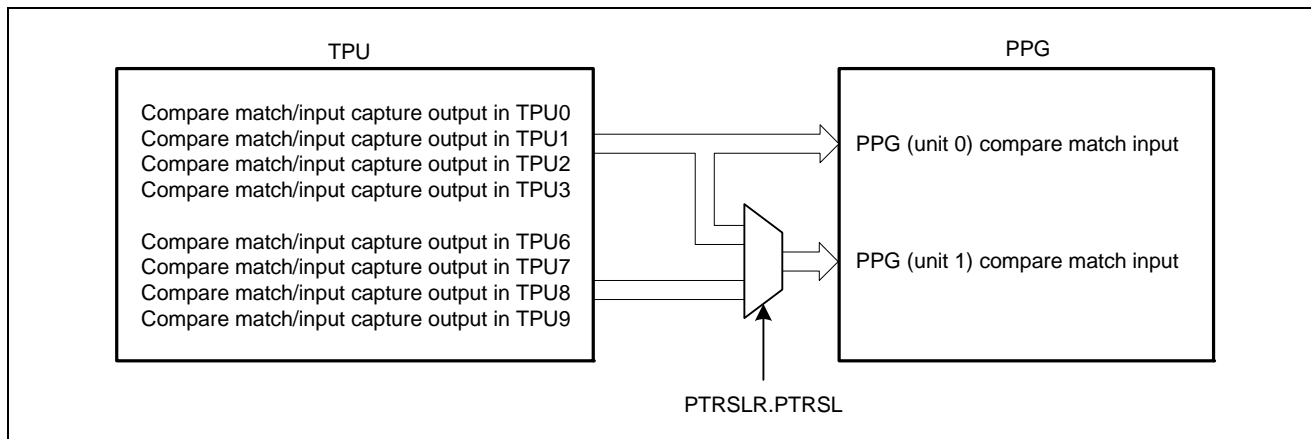 TPU
Compare match/input capture output in TPU0
Compare match/input capture output in TPU1
Compare match/input capture output in TPU2
Compare match/input capture output in TPU3
Compare match/input capture output in TPU6
Compare match/input capture output in TPU7
Compare match/input capture output in TPU8
Compare match/input capture output in TPU9
PPG
PPG (unit 0) compare match input
PPG (unit 1) compare match input
PTRSLR.PTRSL